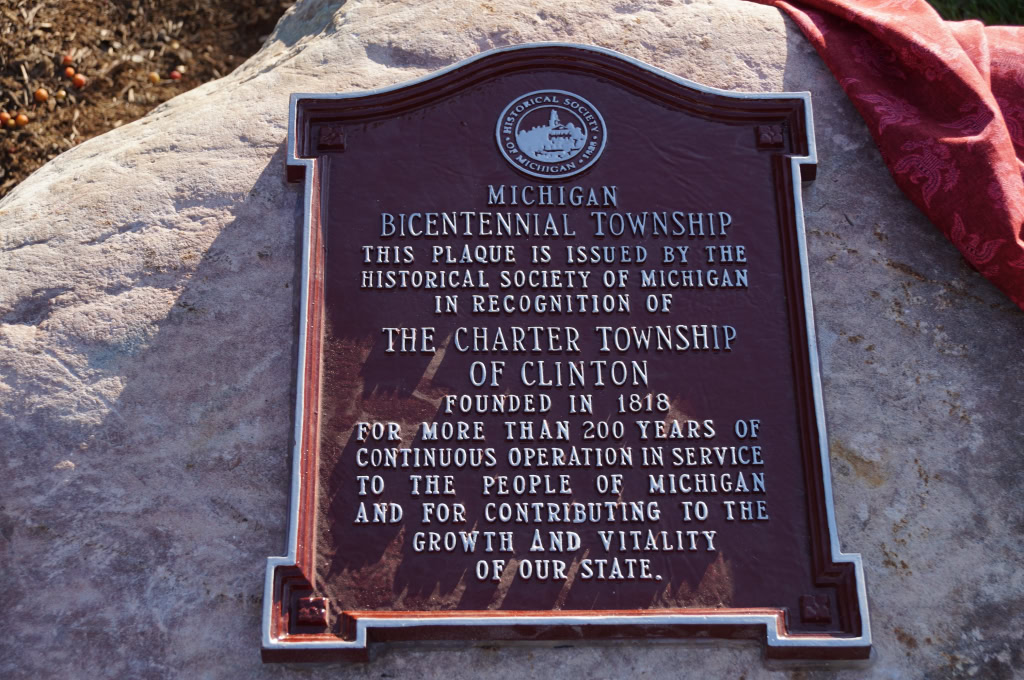 HISTORICAL SOCIETY
OF MICHIGAN
MICHIGAN
BICENTENNIAL TOWNSHIP
THIS PLAQUE IS ISSUED BY THE
HISTORICAL SOCIETY OF MICHIGAN
IN RECOGNITION OF
THE CHARTER TOWNSHIP
OF CLINTON
FOUNDED IN 1818
FOR MORE THAN 200 YEARS OF
CONTINUOUS OPERATION IN SERVICE
TO THE PEOPLE OF MICHIGAN
AND FOR CONTRIBUTING TO THE
GROWTH AND VITALITY
OF OUR STATE.